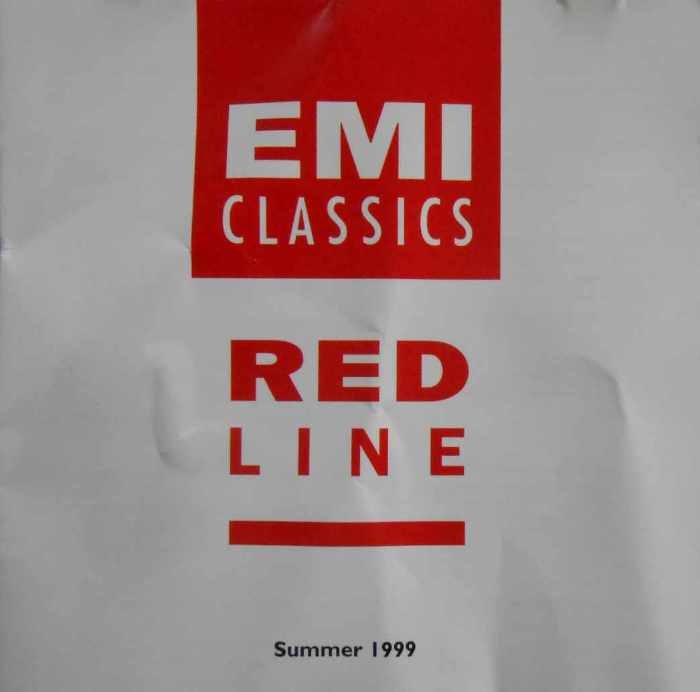 EMI
CLASSICS
RED
LINE
Summer 1999